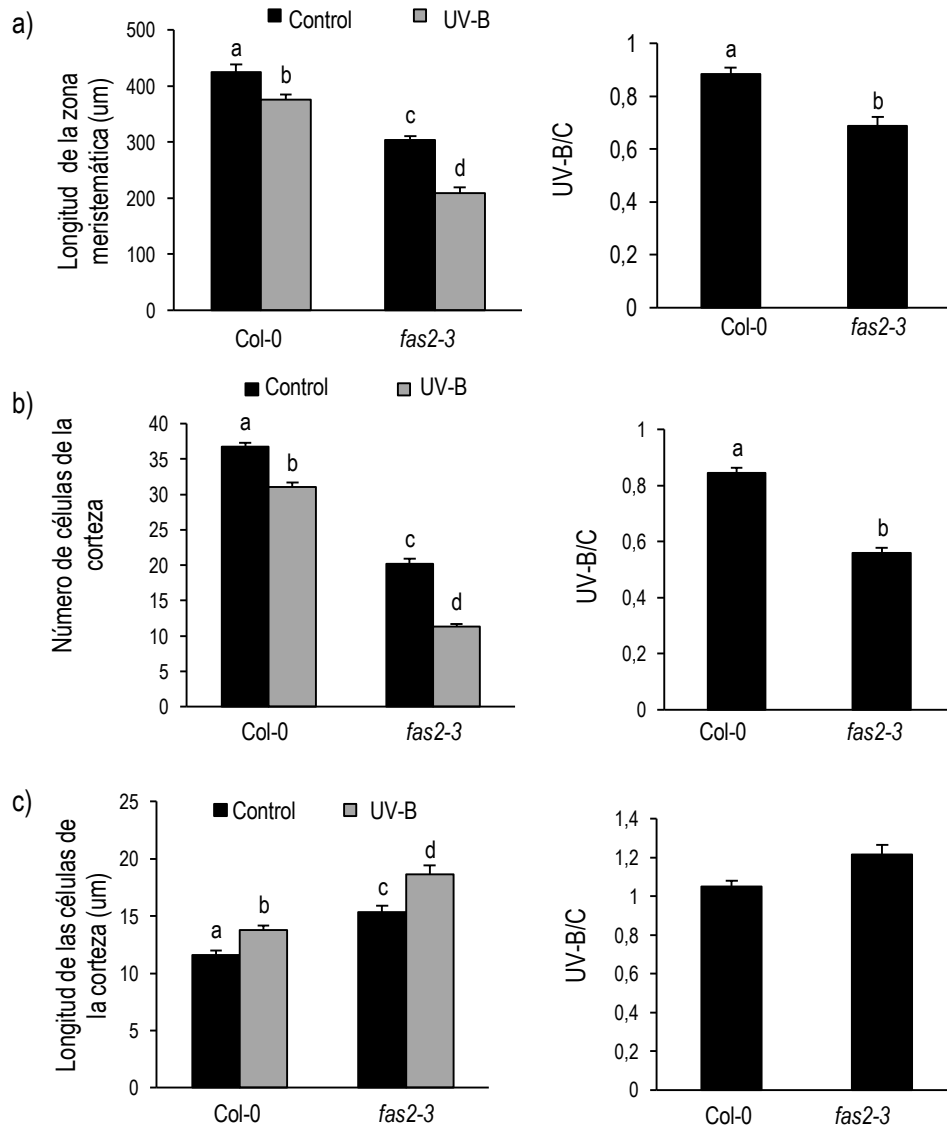 a)
Control
UV-B
Longitud de la zona
meristemática (um)
500
400
300
200
100
0
a
b
c
d
Col-0
fas2-3
UV-B/C
1
0,8
0,6
0,4
0,2
0
a
b
Col-0
fas2-3
b)
Control
UV-B
Número de células de la
corteza
40
35
30
25
20
15
10
5
0
a
b
c
d
Col-0
fas2-3
UV-B/C
1
0,8
0,6
0,4
0,2
0
a
b
Col-0
fas2-3
c)
Control
UV-B
Longitud de las células de
la corteza (um)
25
20
15
10
5
0
a
b
c
d
Col-0
fas2-3
UV-B/C
1,4
1,2
1
0,8
0,6
0,4
0,2
0
Col-0
fas2-3